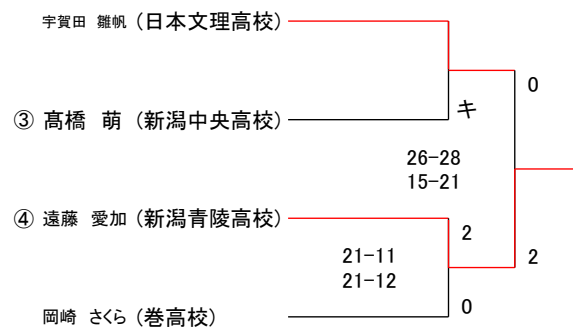 宇賀田 雛帆 (日本文理高校)
0
③ 髙橋 萌 (新潟中央高校)
キ
26-28
15-21
④ 遠藤 愛加 (新潟青陵高校)
2
21-11
21-12
2
岡崎 さくら (巻高校)
0